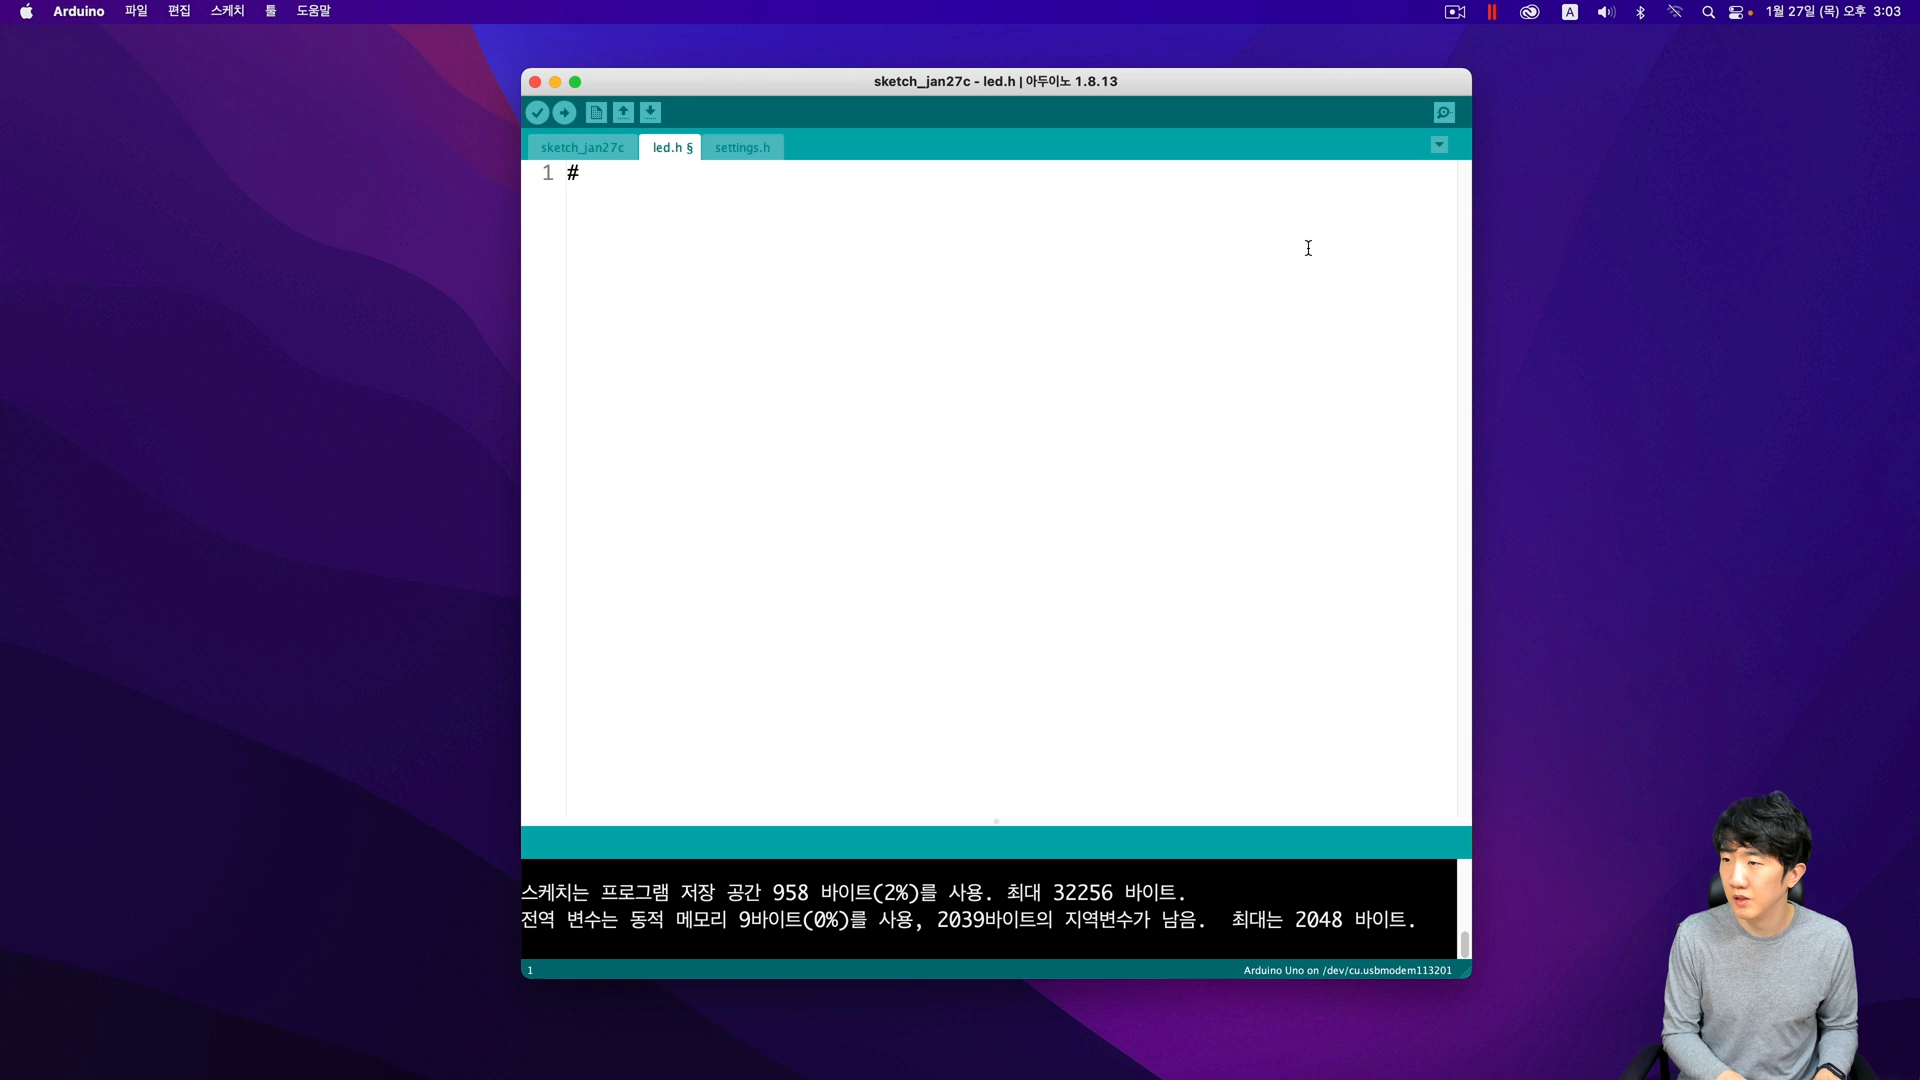 Arduino 파일 편집 스케치 툴 도움말
A 1월 27일 (목) 오후 3:03
sketch_jan27c - led.h | 아두이노 1.8.13
sketch_jan27c led.h § settings.h
1 #
스케치는 프로그램 저장 공간 958 바이트(2%)를 사용. 최대 32256 바이트.
전역 변수는 동적 메모리 9바이트(0%)를 사용, 2039바이트의 지역변수가 남음. 최대는 2048 바이트.
1 Arduino Uno on /dev/cu.usbmodem113201